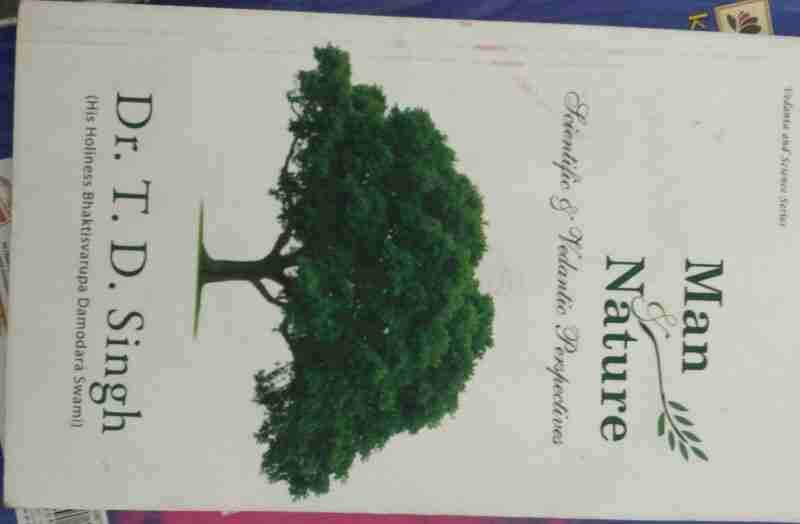 Vedanta and Science Series
Man
&
Nature
Scientific & Vedantic Perspectives
Dr. T. D. Singh
(His Holiness Bhaktisvarupa Damodara Swami)
K